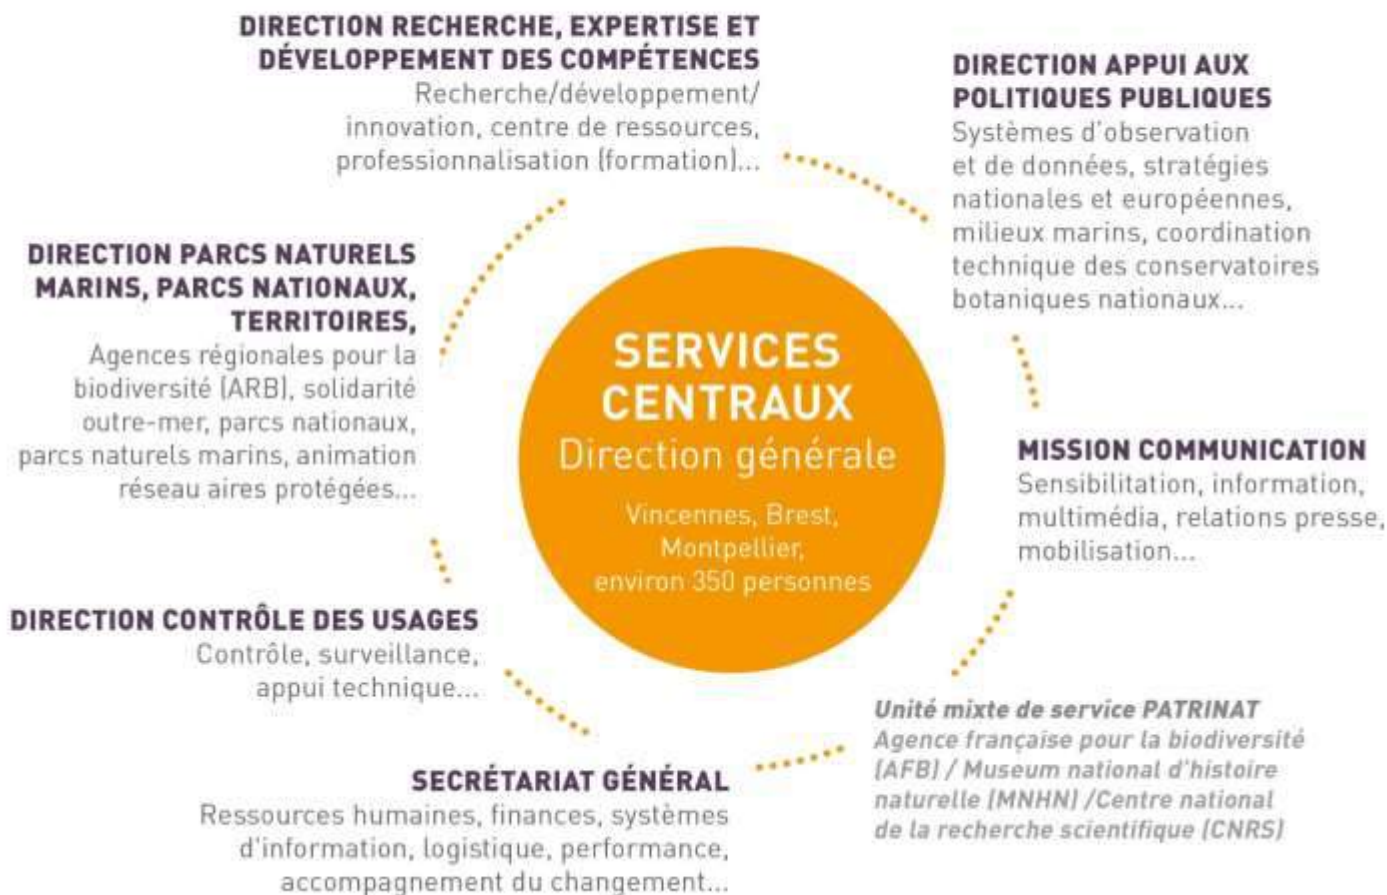 DIRECTION RECHERCHE, EXPERTISE ET
DÉVELOPPEMENT DES COMPÉTENCES
Recherche/développement/
innovation, centre de ressources,
professionnalisation (formation)...
DIRECTION APPUI AUX
POLITIQUES PUBLIQUES
Systèmes d'observation
et de données, stratégies
nationales et européennes,
milieux marins, coordination
technique des conservatoires
botaniques nationaux...
DIRECTION PARCS NATURELS
MARINS, PARCS NATIONAUX,
TERRITOIRES,
Agences régionales pour la
biodiversité (ARB), solidarité
outre-mer, parcs nationaux,
parcs naturels marins, animation
réseau aires protégées...
SERVICES
CENTRAUX
Direction générale
Vincennes, Brest,
Montpellier,
environ 350 personnes
MISSION COMMUNICATION
Sensibilitation, information,
multimédia, relations presse,
mobilisation...
DIRECTION CONTRÔLE DES USAGES
Contrôle, surveillance,
appui technique...
Unité mixte de service PATRINAT
Agence française pour la biodiversité
(AFB) / Museum national d'histoire
naturelle (MNHN) /Centre national
de la recherche scientifique (CNRS)
SECRÉTARIAT GÉNÉRAL
Ressources humaines, finances, systèmes
d'information, logistique, performance,
accompagnement du changement...